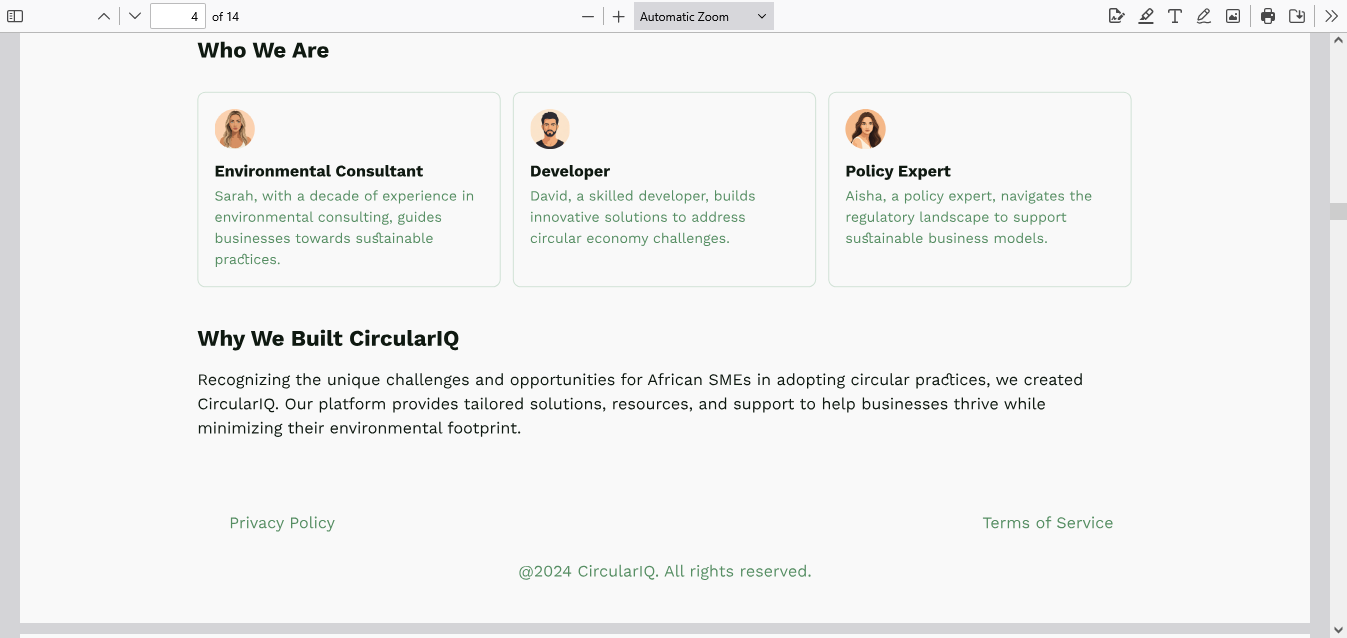 4 of 14
Automatic Zoom
Who We Are
Environmental Consultant
Sarah, with a decade of experience in
environmental consulting, guides
businesses towards sustainable
practices.
Developer
David, a skilled developer, builds
innovative solutions to address
circular economy challenges.
Policy Expert
Aisha, a policy expert, navigates the
regulatory landscape to support
sustainable business models.
Why We Built CircularIQ
Recognizing the unique challenges and opportunities for African SMEs in adopting circular practices, we created
CircularIQ. Our platform provides tailored solutions, resources, and support to help businesses thrive while
minimizing their environmental footprint.
Privacy Policy
Terms of Service
@2024 CircularIQ. All rights reserved.